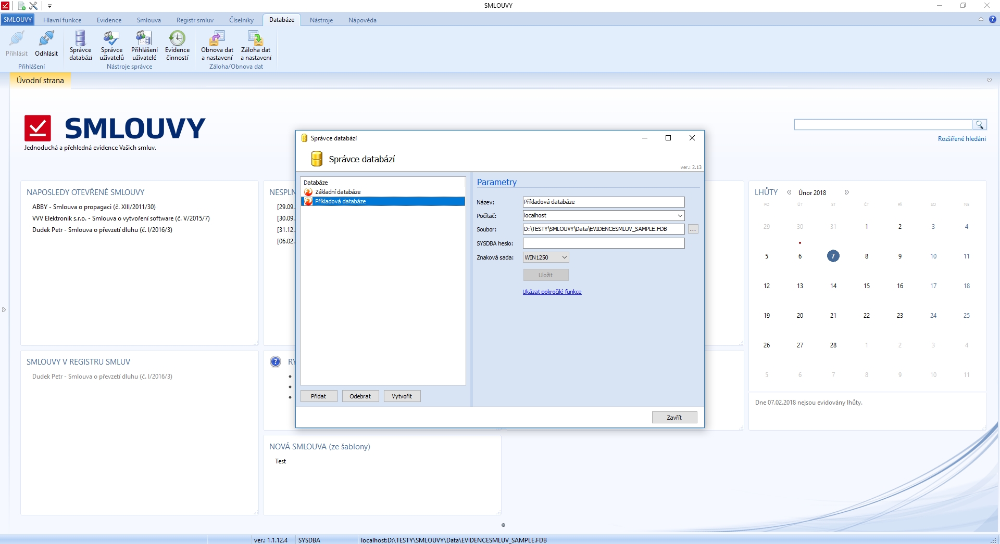 SMLOUVY
SMLOUVY Hlavní funkce Evidence Smlouva Registr smluv Číselníky Databáze Nástroje Nápověda
Přihlásit
Odhlásit
Přihlášení
Správce databází
Správce uživatelů
Přihlášení uživatelé
Evidence činností
Nástroje správce
Obnova dat a nastavení
Záloha dat a nastavení
Záloha/Obnova dat
Úvodní strana
SMLOUVY
Jednoduchá a přehledná evidence Vašich smluv.
Rozšířené hledání
NAPOSLEDY OTEVŘENÉ SMLOUVY
ABBY - Smlouva o propagaci (č. XIII/2011/30)
VVV Elektronik s.r.o. - Smlouva o vytvoření software (č. V/2015/7)
Dudek Petr - Smlouva o převzetí dluhu (č. I/2016/3)
SMLOUVY V REGISTRU SMLUV
Dudek Petr - Smlouva o převzetí dluhu (č. I/2016/3)
NESPLN
[29.09.
[30.09.
[31.12.
[06.02.
RY
NOVÁ SMLOUVA (ze šablony)
Test
Správce databází
Správce databází
ver.: 2.13
Databáze
Základní databáze
Příkladová databáze
Přidat Odebrat Vytvořit
Parametry
Název: Příkladová databáze
Počítač: localhost
Soubor: D:\TESTY\SMLOUVY\Data\EVIDENCESMLUV_SAMPLE.FDB ...
SYSDBA heslo:
Znaková sada: WIN1250
Uložit
Ukázat pokročilé funkce
Zavřít
LHŮTY Únor 2018
PO ÚT ST ČT PÁ SO NE
29 30 31 1 2 3 4
5 6 7 8 9 10 11
12 13 14 15 16 17 18
19 20 21 22 23 24 25
26 27 28 1 2 3 4
5 6 7 8 9 10 11
Dne 07.02.2018 nejsou evidovány lhůty.
ver.: 1.1.12.4 SYSDBA localhost:D:\TESTY\SMLOUVY\Data\EVIDENCESMLUV_SAMPLE.FDB